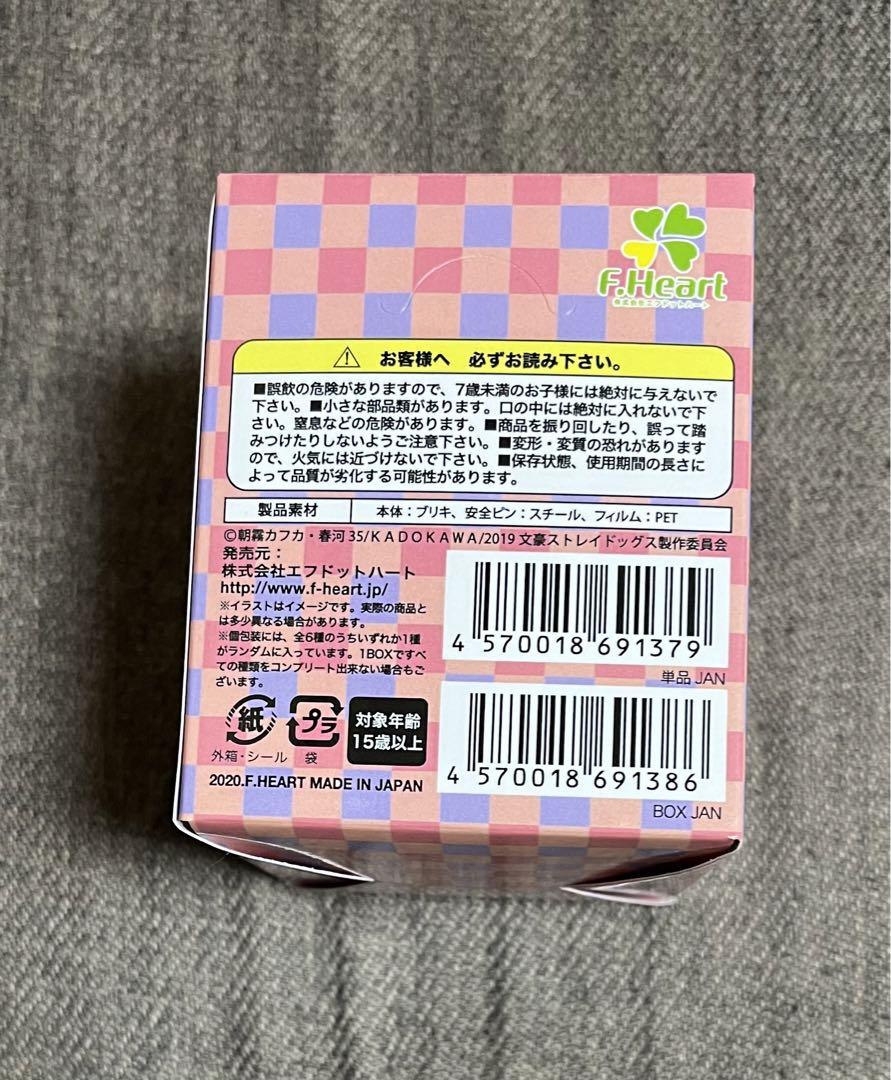 F.Heart
株式会社エフドットハート
お客様へ 必ずお読み下さい。
■誤飲の危険がありますので、7歳未満のお子様には絶対に与えないで
下さい。■小さな部品類があります。口の中には絶対に入れないで下
さい。窒息などの危険があります。■商品を振り回したり、誤って踏
みつけたりしないようご注意下さい。■変形・変質の恐れがあります
ので、火気には近づけないで下さい。■保存状態、使用期間の長さに
よって品質が劣化する可能性があります。
製品素材 本体：ブリキ、安全ピン：スチール、フィルム：PET
©朝霧カフカ・春河35/KADOKAWA/2019 文豪ストレイドッグス製作委員会
発売元：
株式会社エフドットハート
http://www.f-heart.jp/
※イラストはイメージです。実際の商品と
は多少異なる場合があります。
※個包装には、全6種のうちいずれか1種
がランダムに入っています。1BOXですべ
ての種類をコンプリート出来ない場合もご
ざいます。
4 570018 691379
単品 JAN
紙
外箱・シール
プラ
袋
対象年齢
15歳以上
4 570018 691386
BOX JAN
2020.F.HEART MADE IN JAPAN